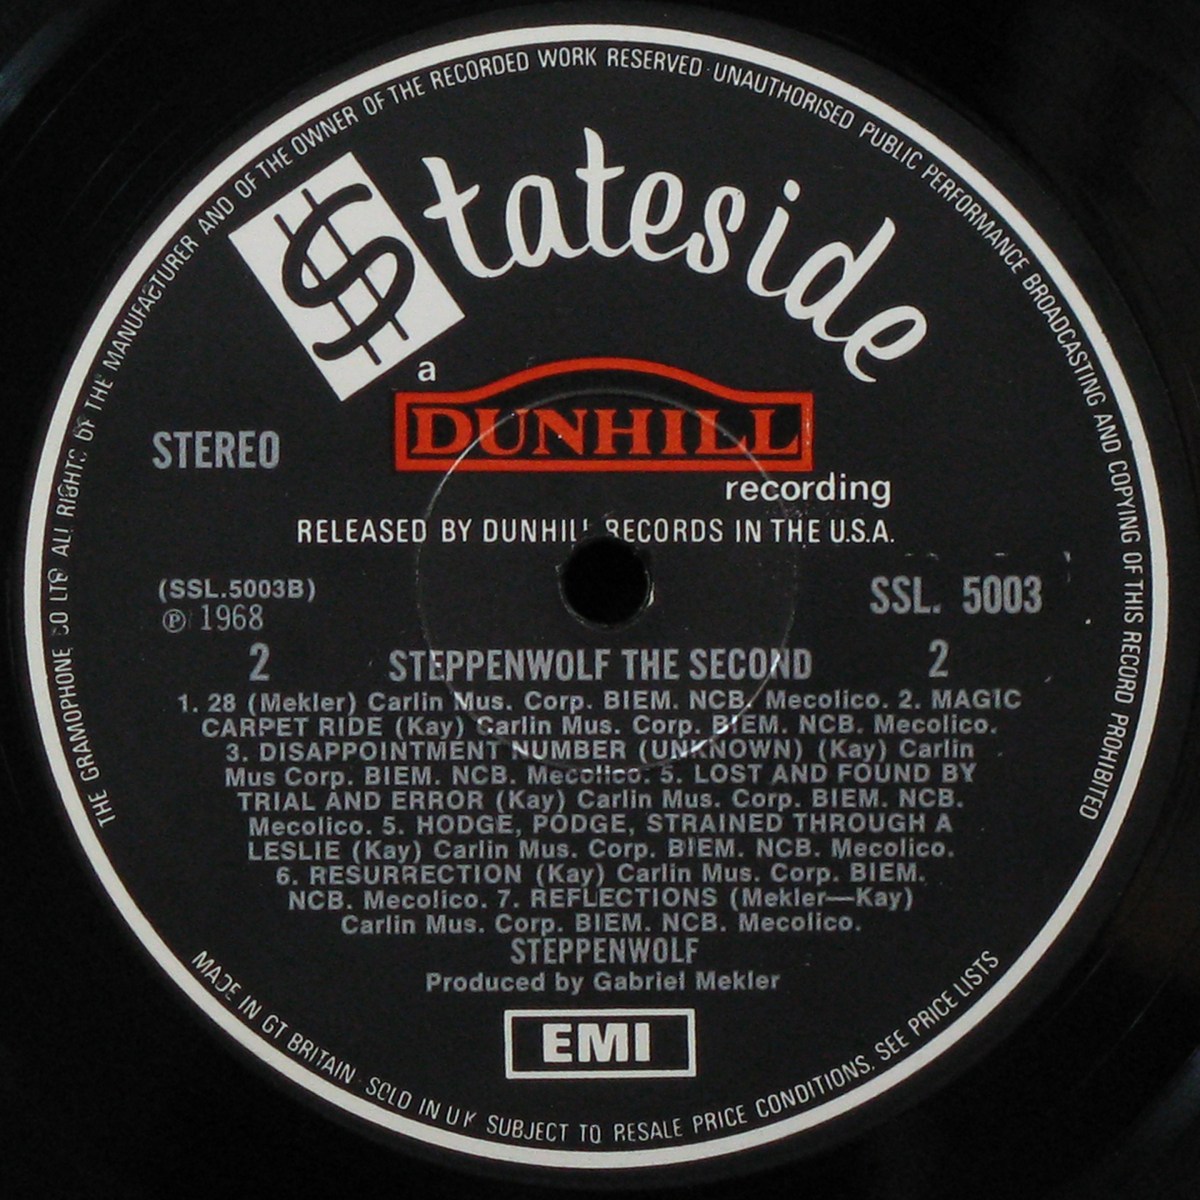 THE GRAMOPHONE CO LTD ALL RIGHTS OF THE MANUFACTURER AND OF THE OWNER OF THE RECORDED WORK RESERVED · UNAUTHORISED PUBLIC PERFORMANCE BROADCASTING AND COPYING OF THIS RECORD PROHIBITED
$tateside
a
DUNHILL
recording
STEREO
RELEASED BY DUNHILL RECORDS IN THE U.S.A.
(SSL.5003B)
SSL. 5003
℗ 1968
2 STEPPENWOLF THE SECOND 2
1. 28 (Mekler) Carlin Mus. Corp. BIEM. NCB. Mecolico. 2. MAGIC
CARPET RIDE (Kay) Carlin Mus. Corp. BIEM. NCB. Mecolico.
3. DISAPPOINTMENT NUMBER (UNKNOWN) (Kay) Carlin
Mus Corp. BIEM. NCB. Mecolico. 5. LOST AND FOUND BY
TRIAL AND ERROR (Kay) Carlin Mus. Corp. BIEM. NCB.
Mecolico. 5. HODGE, PODGE, STRAINED THROUGH A
LESLIE (Kay) Carlin Mus. Corp. BIEM. NCB. Mecolico.
6. RESURRECTION (Kay) Carlin Mus. Corp. BIEM.
NCB. Mecolico. 7. REFLECTIONS (Mekler—Kay)
Carlin Mus. Corp. BIEM. NCB. Mecolico.
STEPPENWOLF
Produced by Gabriel Mekler
EMI
MADE IN GT BRITAIN · SOLD IN U K SUBJECT TO RESALE PRICE CONDITIONS. SEE PRICE LISTS